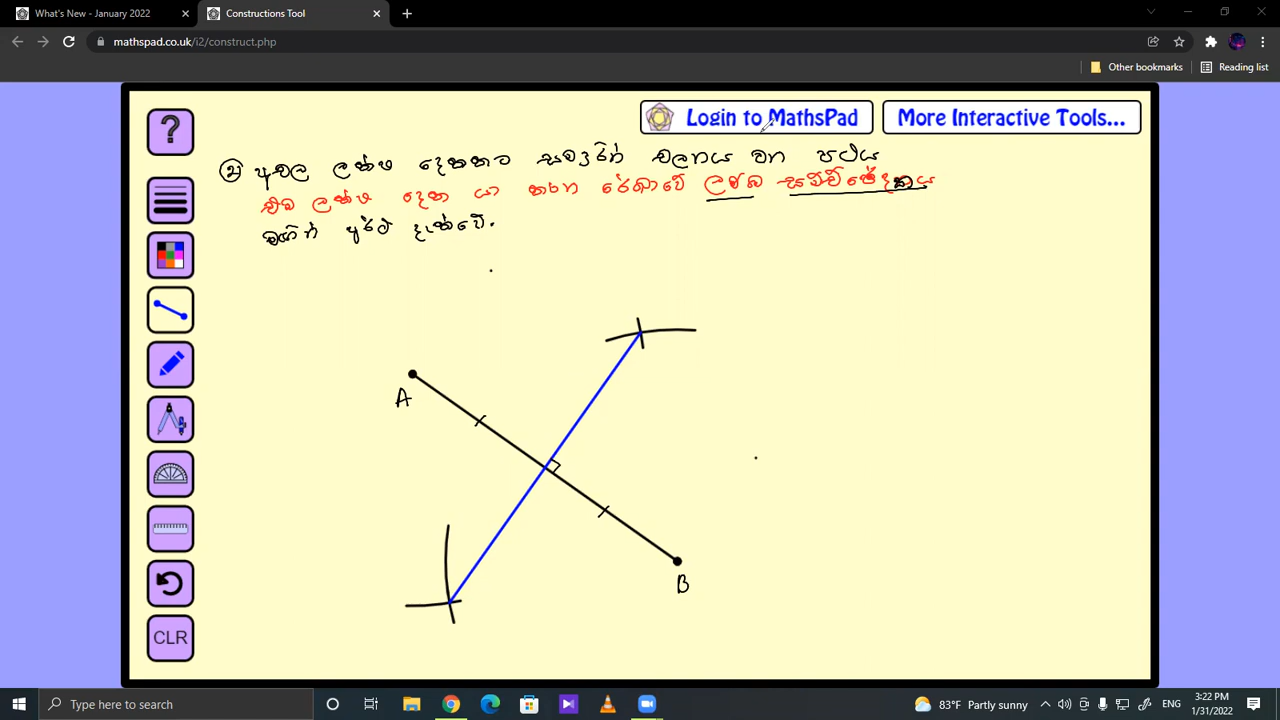 What's New - January 2022
Constructions Tool
mathspad.co.uk/i2/construct.php
Other bookmarks
Reading list
Login to MathsPad
More Interactive Tools...
② අචල ලක්ෂ දෙකකට සමදුරින් චලනය වන පථය
එම ලක්ෂ දෙක යා කරන රේඛාවේ ලම්බ සමච්ඡේදකය
මඟින් අර්ථ දැක්වේ.
A
B
CLR
Type here to search
83°F Partly sunny
3:22 PM
1/31/2022